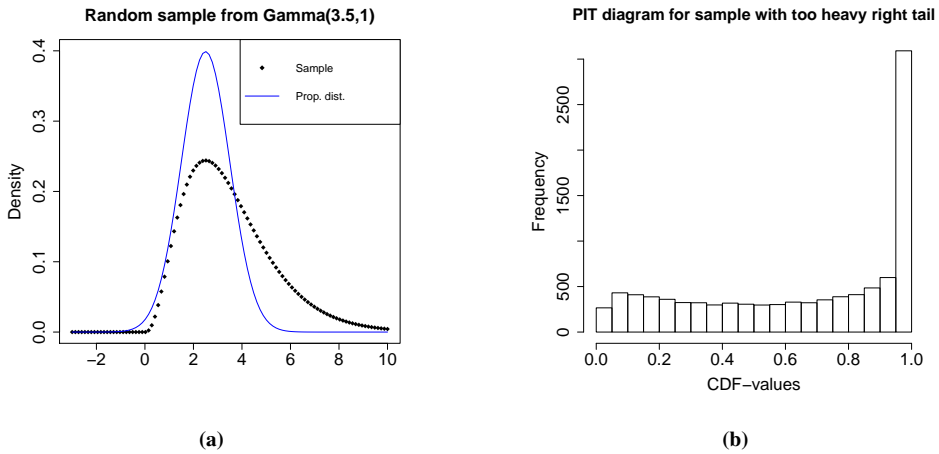 Random sample from Gamma(3.5,1)
Density
0.0
0.1
0.2
0.3
0.4
Sample
Prop. dist.
−2
0
2
4
6
8
10
(a)
PIT diagram for sample with too heavy right tail
Frequency
0
500
1500
2500
0.0
0.2
0.4
0.6
0.8
1.0
CDF−values
(b)